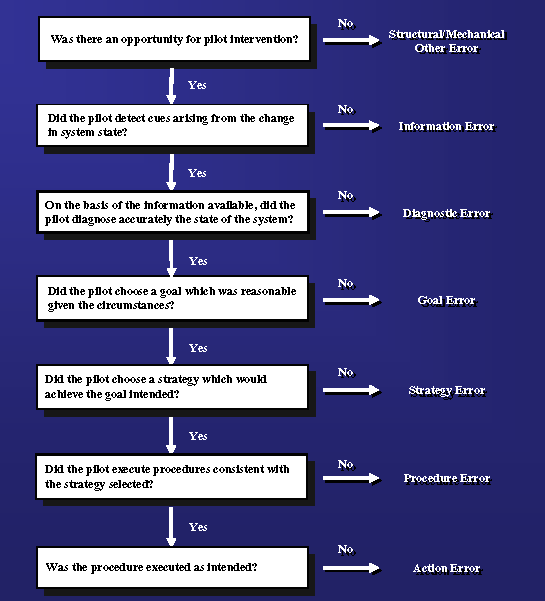 Was there an opportunity for pilot intervention?
No
Structural/Mechanical
Other Error
Yes
Did the pilot detect cues arising from the change
in system state?
No
Information Error
Yes
On the basis of the information available, did the
pilot diagnose accurately the state of the system?
No
Diagnostic Error
Yes
Did the pilot choose a goal which was reasonable
given the circumstances?
No
Goal Error
Yes
Did the pilot choose a strategy which would
achieve the goal intended?
No
Strategy Error
Yes
Did the pilot execute procedures consistent with
the strategy selected?
No
Procedure Error
Yes
Was the procedure executed as intended?
No
Action Error